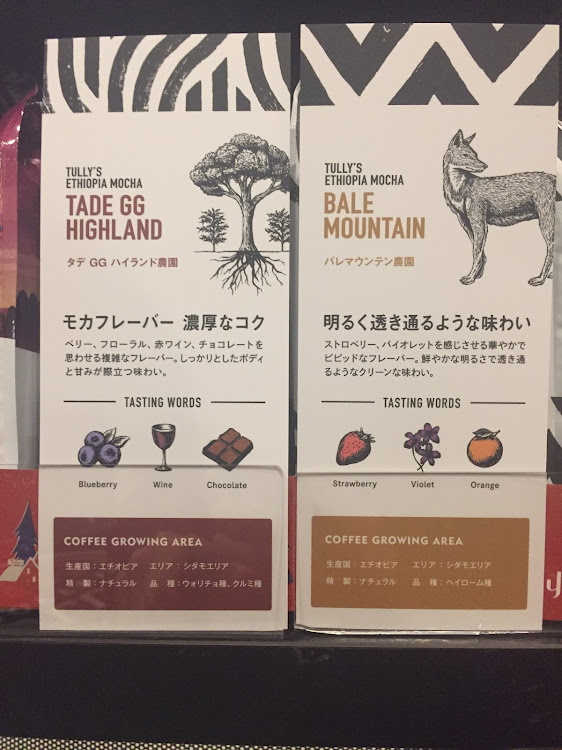 TULLY'S
ETHIOPIA MOCHA
TADE GG
HIGHLAND
タデ GG ハイランド農園
モカフレーバー 濃厚なコク
ベリー、フローラル、赤ワイン、チョコレートを
思わせる複雑なフレーバー。しっかりとしたボディ
と甘みが際立つ味わい。
TASTING WORDS
Blueberry Wine Chocolate
COFFEE GROWING AREA
生産国：エチオピア エリア：シダモエリア
精 製：ナチュラル 品 種：ウォリチョ種、クルミ種
TULLY'S
ETHIOPIA MOCHA
BALE
MOUNTAIN
バレマウンテン農園
明るく透き通るような味わい
ストロベリー、バイオレットを感じさせる華やかで
ビビッドなフレーバー。鮮やかな明るさで透き通
るようなクリーンな味わい。
TASTING WORDS
Strawberry Violet Orange
COFFEE GROWING AREA
生産国：エチオピア エリア：シダモエリア
精 製：ナチュラル 品 種：ヘイローム種